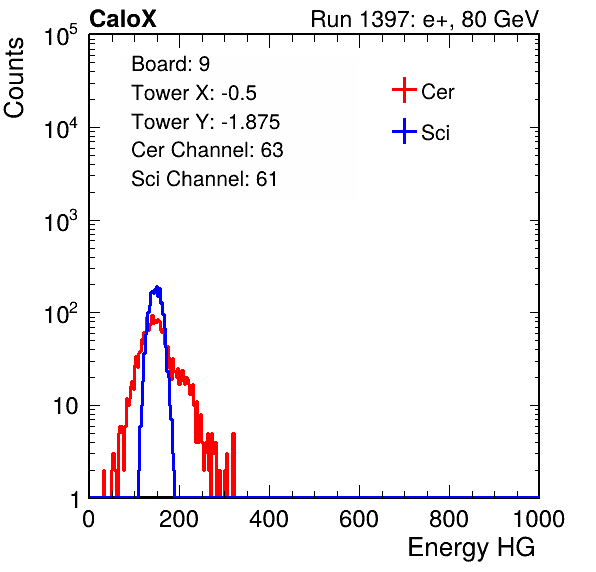 CaloX Run 1397: e+, 80 GeV
Board: 9
Tower X: -0.5
Tower Y: -1.875
Cer Channel: 63
Sci Channel: 61
Cer
Sci
Counts
10^5
10^4
10^3
10^2
10
1
0 200 400 600 800 1000
Energy HG